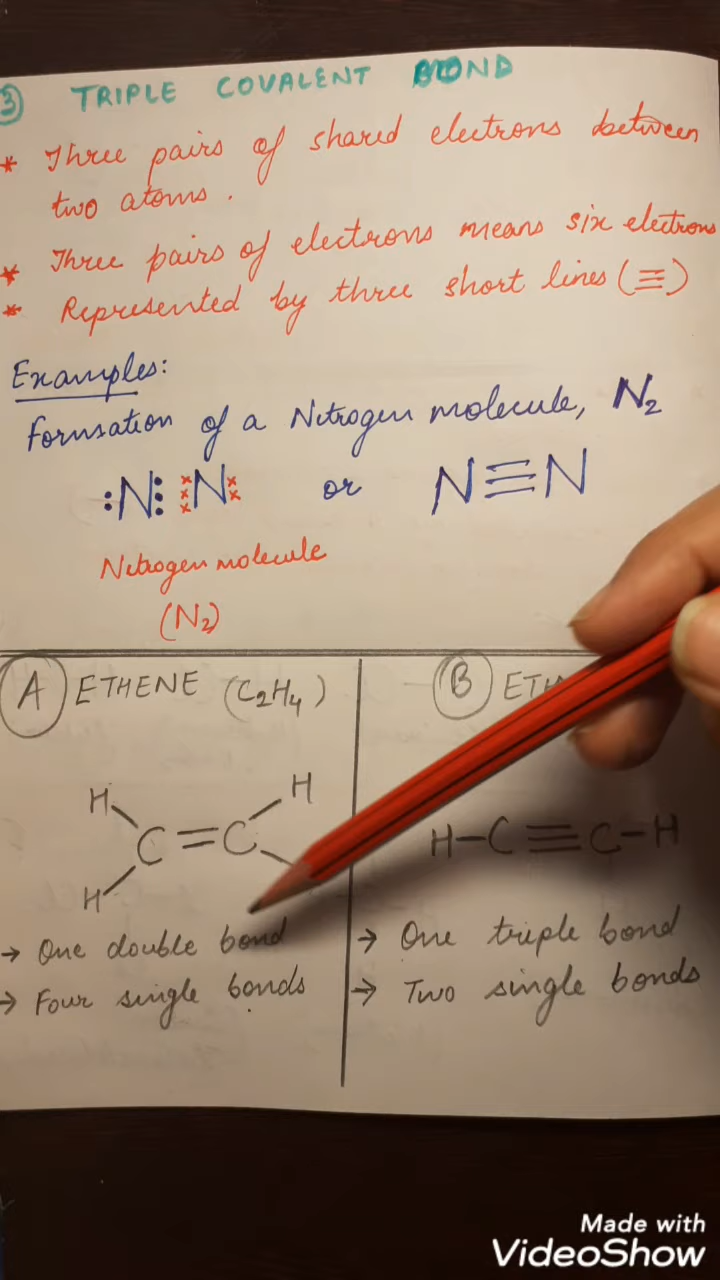 3 TRIPLE COVALENT BOND
* Three pairs of shared electrons between
two atoms.
* Three pairs of electrons means six electrons
* Represented by three short lines (≡)
Examples:
Formation of a Nitrogen molecule, N₂
:N⋮ ⋮N: or N≡N
Nitrogen molecule
(N₂)
A ETHENE (C₂H₄)
H H
C=C
H
→ One double bond
→ Four single bonds
B
H-C≡C-H
→ One triple bond
→ Two single bonds
Made with
VideoShow